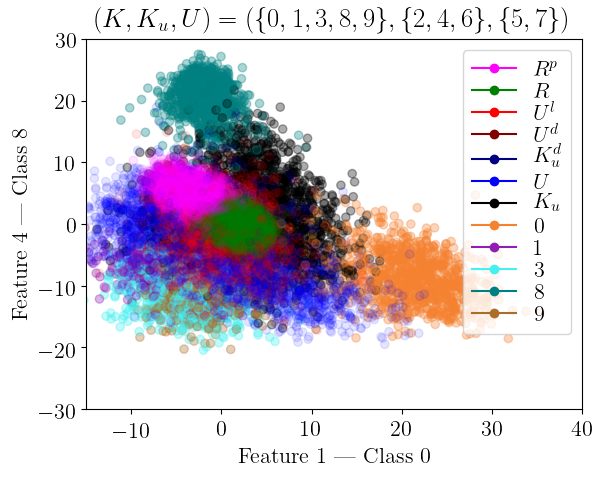 (K, K_u, U) = ({0, 1, 3, 8, 9}, {2, 4, 6}, {5, 7})
30
20
10
0
−10
−20
−30
Feature 4 — Class 8
R^p
R
U^l
U^d
K_u^d
U
K_u
0
1
3
8
9
−10 0 10 20 30 40
Feature 1 — Class 0